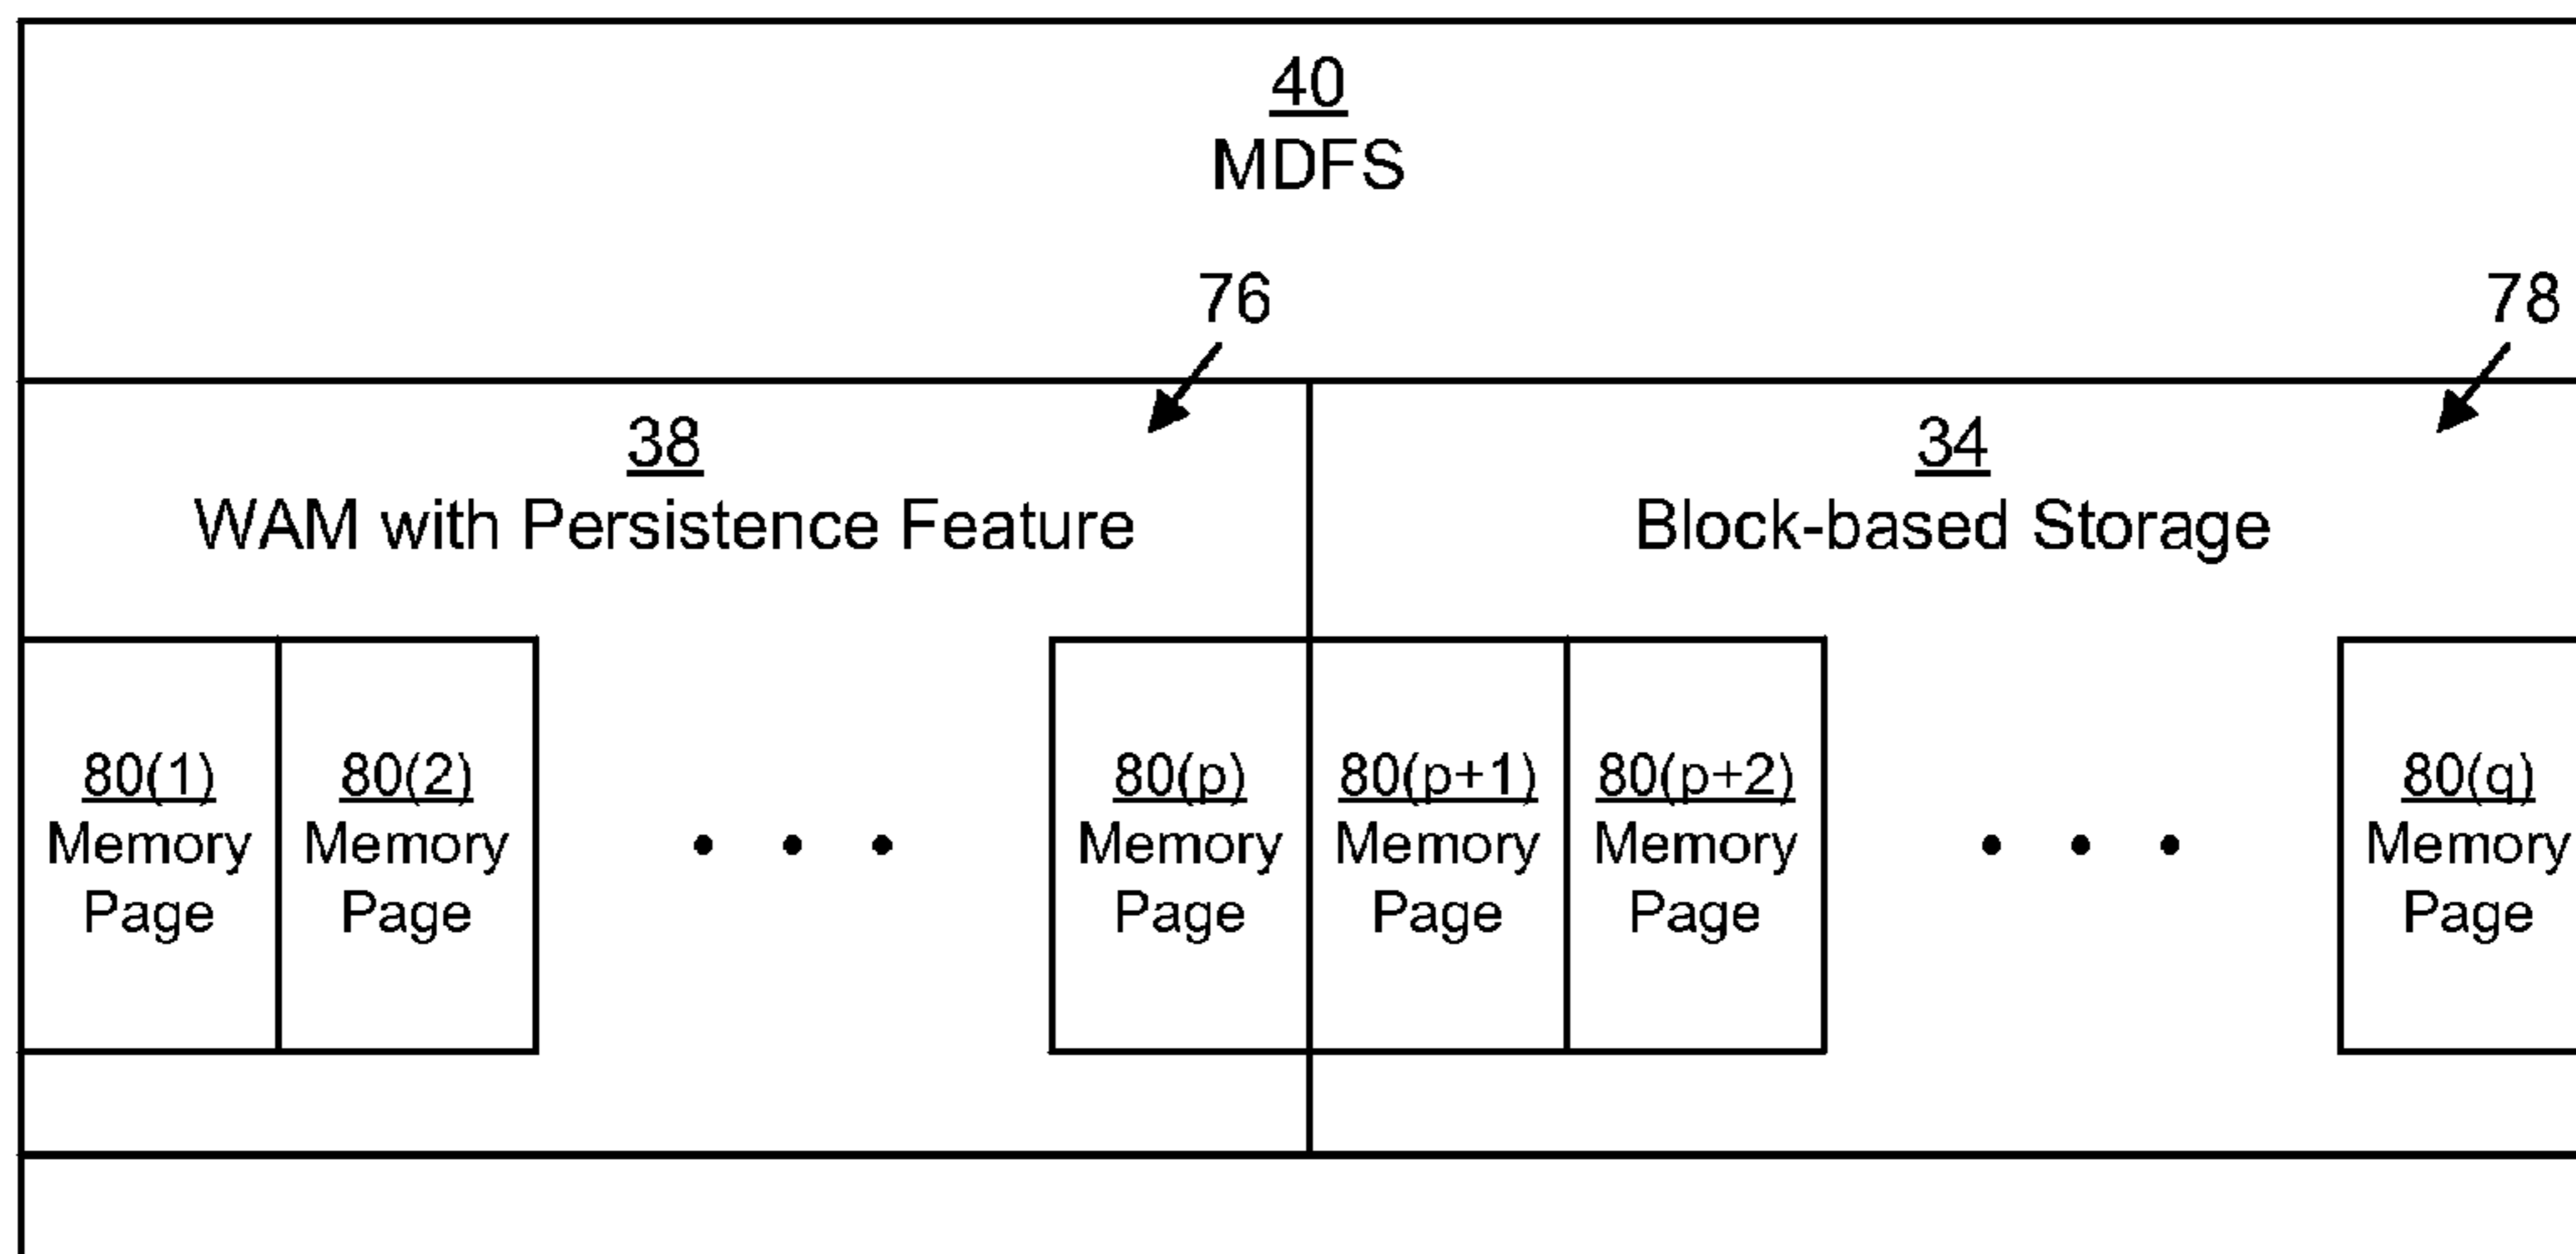 40
MDFS
76
78
38
WAM with Persistence Feature
34
Block-based Storage
80(1)
Memory
Page
80(2)
Memory
Page
• • •
80(p)
Memory
Page
80(p+1)
Memory
Page
80(p+2)
Memory
Page
• • •
80(q)
Memory
Page